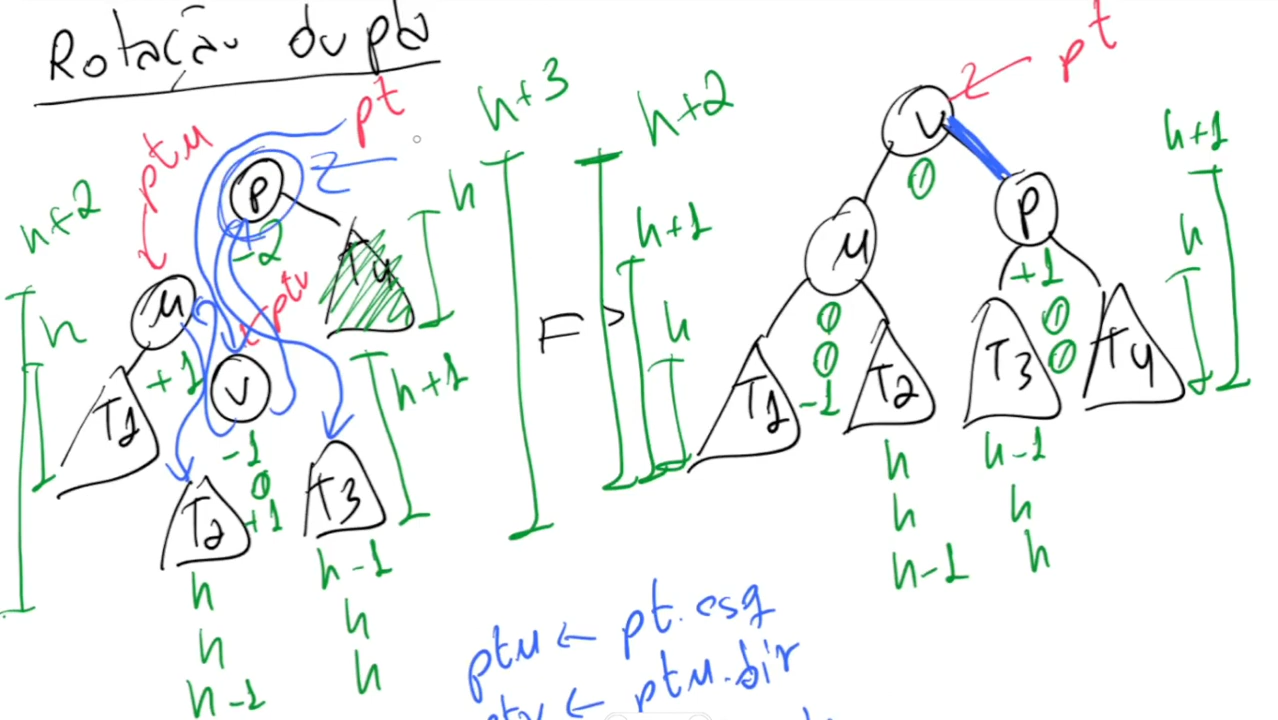 Rotação dupla
pt
h+3
h+2
pt
ptu
p
h
h+2
-2
T4
u
ptv
h
+1
v
T1
h+1
-1
0
+1
T2
T3
h
h-1
h
h
h-1
h
v
0
h+1
p
h+1
u
h
+1
0
0
0
0
-1
h
T1
T2
T3
T4
h
h-1
h
h
h-1
h
ptu ← pt.esq
ptv ← ptu.dir